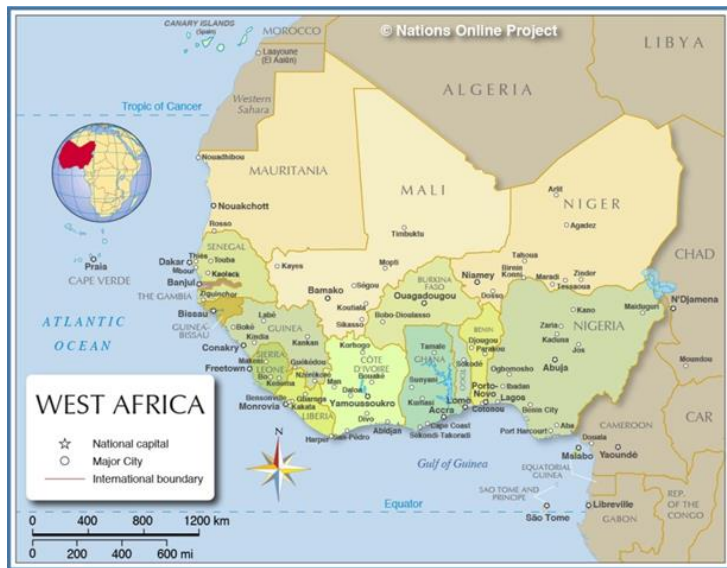 CANARY ISLANDS
(Spain)
MOROCCO
© Nations Online Project
LIBYA
Laayoune
(El Aaiún)
ALGERIA
Western
Sahara
Tropic of Cancer
Nouadhibou
MAURITANIA
MALI
NIGER
Arlit
Agadez
Nouakchott
Rosso
Timbuktu
CHAD
SENEGAL
Dakar
Thiès
Touba
Mbour
Kaolack
Praia
CAPE VERDE
Banjul
THE GAMBIA
Ziguinchor
Kayes
Mopti
Ségou
Bamako
Koutiala
Sikasso
BURKINA
FASO
Ouagadougou
Bobo-Dioulasso
Niamey
Tahoua
Birnin
Konni
Maradi
Zinder
Tessaoua
Dosso
N'Djamena
Maiduguri
Kano
NIGERIA
Zaria
Kaduna
Jos
Abuja
Moundou
ATLANTIC
OCEAN
Bissau
GUINEA-
BISSAU
Labé
Boké
GUINEA
Kindia
Kankan
Conakry
Makeni
SIERRA
LEONE
Freetown
Bo
Kenema
Guékédou
Nzérékoré
Korhogo
CÔTE
D'IVOIRE
Bouaké
Man
Daloa
Yamoussoukro
Divo
Abidjan
San-Pédro
Harper
Bensonville
Monrovia
Gbarnga
Kakata
LIBERIA
Tamale
GHANA
Sunyani
Kumasi
Accra
Cape Coast
Sekondi-Takoradi
Sokodé
Lomé
BENIN
Djougou
Parakou
Porto-
Novo
Cotonou
Ogbomosho
Ibadan
Lagos
Benin City
Port Harcourt
Aba
CAMEROON
Douala
Yaoundé
Malabo
CAR
EQUATORIAL
GUINEA
SAO TOME AND
PRINCIPE
São Tome
Libreville
GABON
REP.
OF THE
CONGO
Gulf of Guinea
Equator
N
WEST AFRICA
National capital
Major City
International boundary
0 400 800 1200 km
0 200 400 600 mi